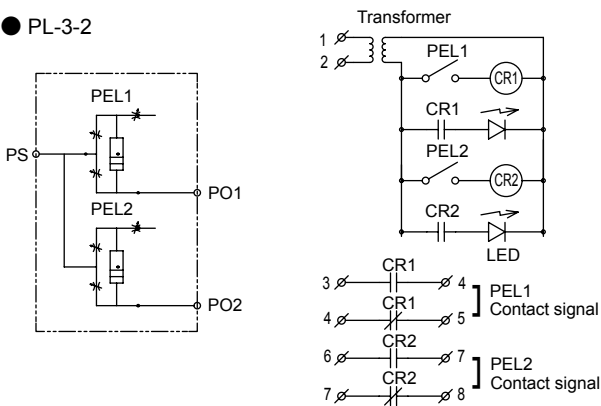 ● PL-3-2
PEL1
PS
PO1
PEL2
PO2
Transformer
1
2
PEL1
CR1
CR1
PEL2
CR2
CR2
LED
CR1
3 4
CR1
4 5
PEL1
Contact signal
CR2
6 7
CR2
7 8
PEL2
Contact signal